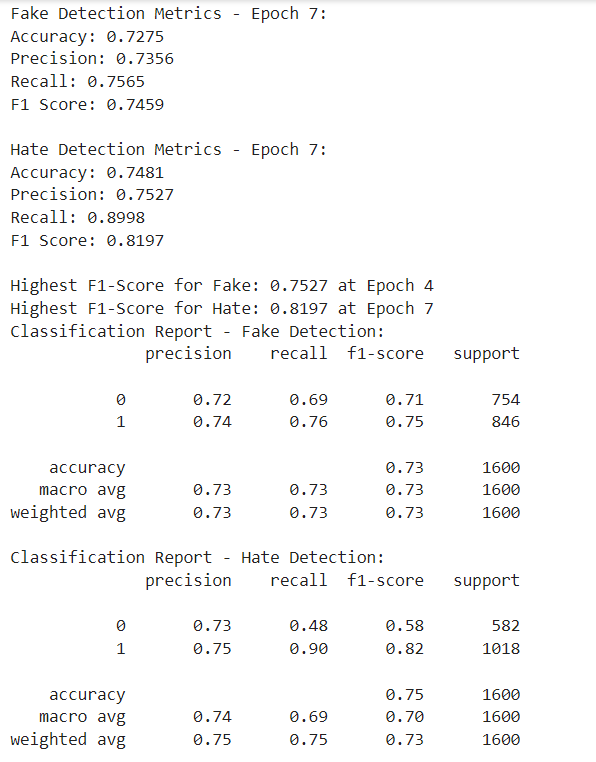 Fake Detection Metrics - Epoch 7:
Accuracy: 0.7275
Precision: 0.7356
Recall: 0.7565
F1 Score: 0.7459

Hate Detection Metrics - Epoch 7:
Accuracy: 0.7481
Precision: 0.7527
Recall: 0.8998
F1 Score: 0.8197

Highest F1-Score for Fake: 0.7527 at Epoch 4
Highest F1-Score for Hate: 0.8197 at Epoch 7
Classification Report - Fake Detection:
              precision    recall  f1-score   support

           0       0.72      0.69      0.71       754
           1       0.74      0.76      0.75       846

    accuracy                           0.73      1600
   macro avg       0.73      0.73      0.73      1600
weighted avg       0.73      0.73      0.73      1600

Classification Report - Hate Detection:
              precision    recall  f1-score   support

           0       0.73      0.48      0.58       582
           1       0.75      0.90      0.82      1018

    accuracy                           0.75      1600
   macro avg       0.74      0.69      0.70      1600
weighted avg       0.75      0.75      0.73      1600